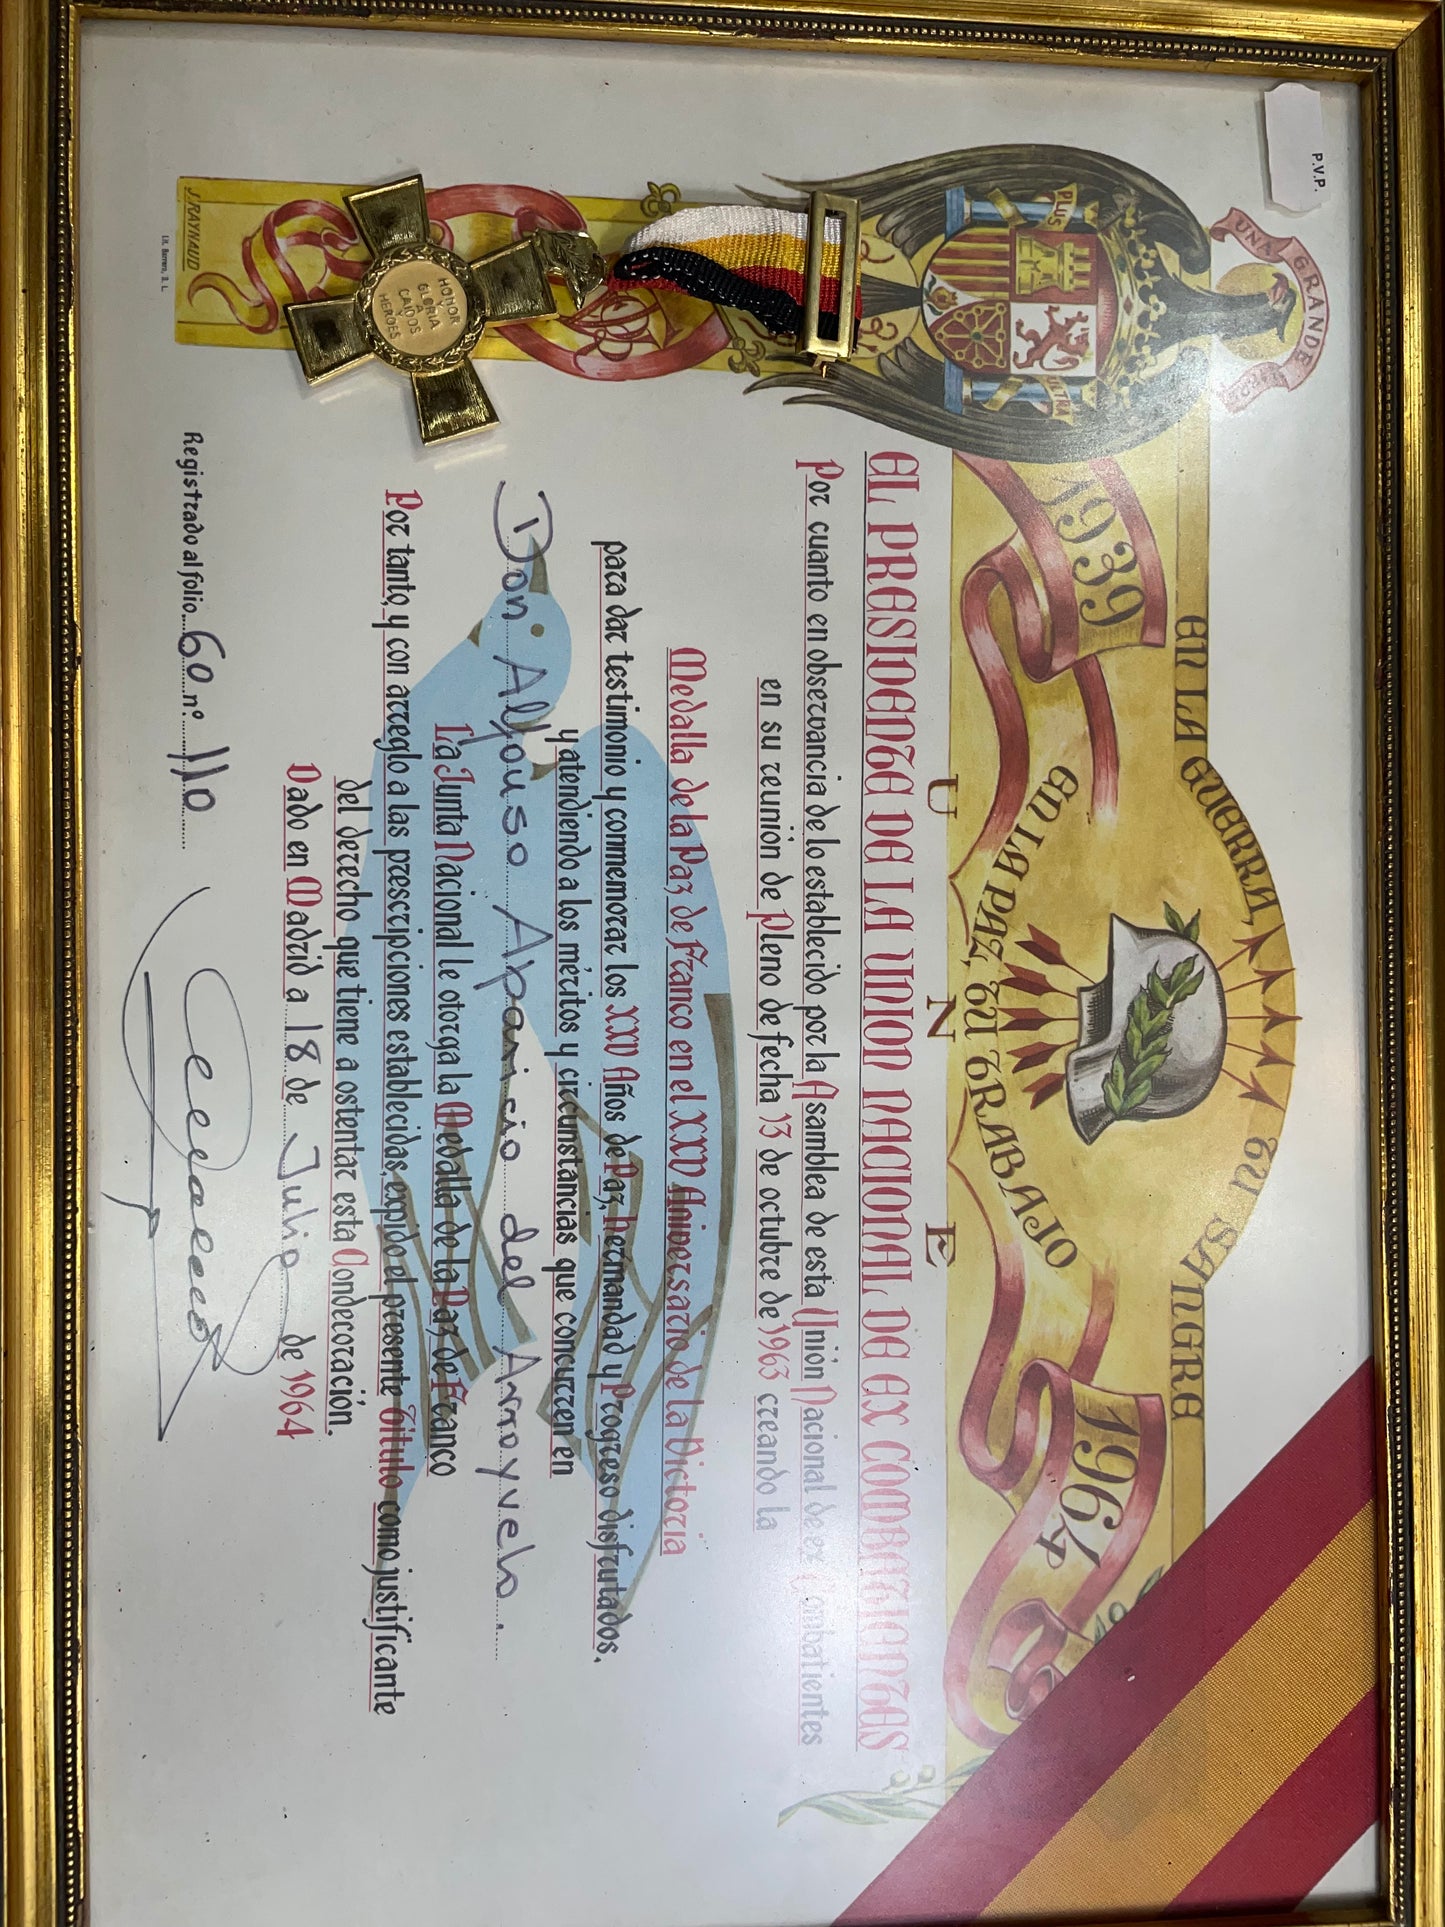 P.V.P.
UNA GRANDE
EN LA GUERRA, TU SANGRE
1939
EN LA PAZ, TU TRABAJO
1964
PLUS
ULTRA
U N E
EL PRESIDENTE DE LA UNION NACIONAL DE EX COMBATIENTES
Por cuanto en observancia de lo establecido por la Asamblea de esta Unión Nacional de ex Combatientes
en su reunión de Pleno de fecha 13 de octubre de 1963 creando la
Medalla de la Paz de Franco en el XXV Aniversario de la Victoria
para dar testimonio y conmemorar los XXV Años de Paz, hermandad y Progreso disfrutados,
y atendiendo a los méritos y circunstancias que concurren en
Don Alfonso Aparicio del Arroyuelo.
La Junta Nacional le otorga la Medalla de la Paz de Franco
Por tanto, y con arreglo a las prescripciones establecidas, expido el presente Título como justificante
del derecho que tiene a ostentar esta Condecoración.
Dado en Madrid a 18 de Julio de 1964
HONOR
Y
GLORIA
A
CAIDOS
Y
HEROES
Registrado al folio 60 nº 1110
J. RAYNAUD